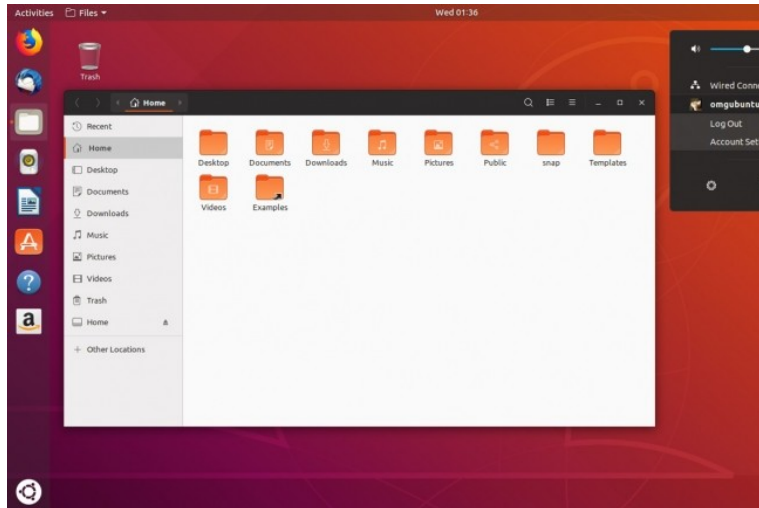 Activities Files Wed 01:36
Trash
Home
Recent
Home
Desktop
Documents
Downloads
Music
Pictures
Videos
Trash
Home
+ Other Locations
Desktop Documents Downloads Music Pictures Public snap Templates
Videos Examples
Wired Conne
omgubuntu
Log Out
Account Set
a